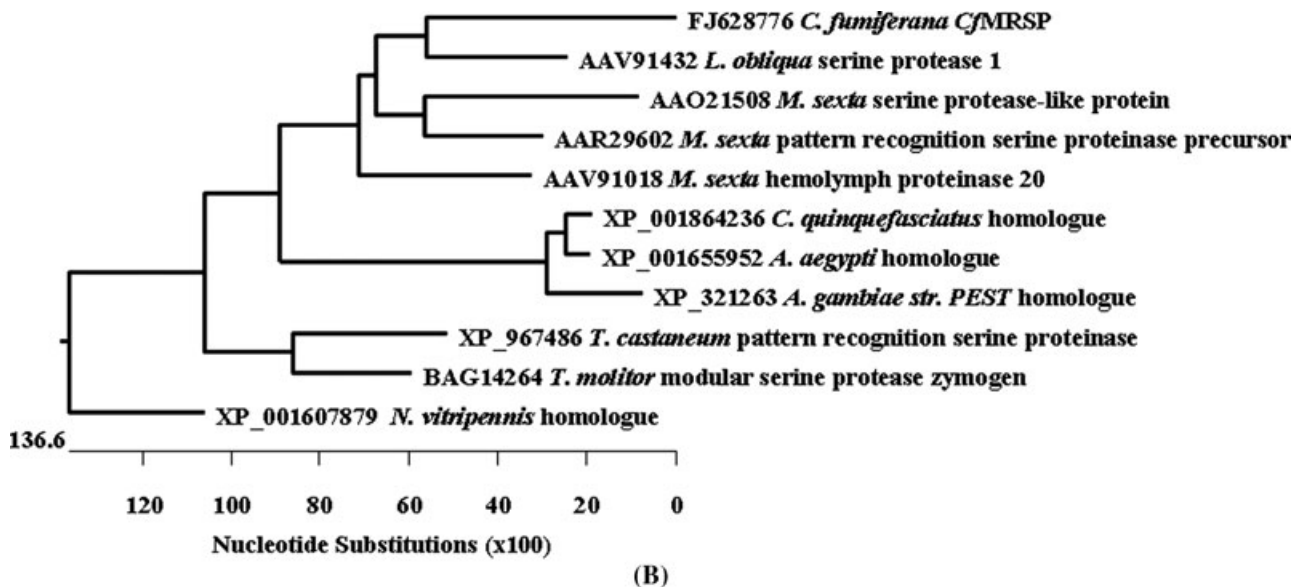 FJ628776 C. fumiferana CfMRSP
AAV91432 L. obliqua serine protease 1
AAO21508 M. sexta serine protease-like protein
AAR29602 M. sexta pattern recognition serine proteinase precursor
AAV91018 M. sexta hemolymph proteinase 20
XP_001864236 C. quinquefasciatus homologue
XP_001655952 A. aegypti homologue
XP_321263 A. gambiae str. PEST homologue
XP_967486 T. castaneum pattern recognition serine proteinase
BAG14264 T. molitor modular serine protease zymogen
XP_001607879 N. vitripennis homologue
136.6
120 100 80 60 40 20 0
Nucleotide Substitutions (x100)
(B)